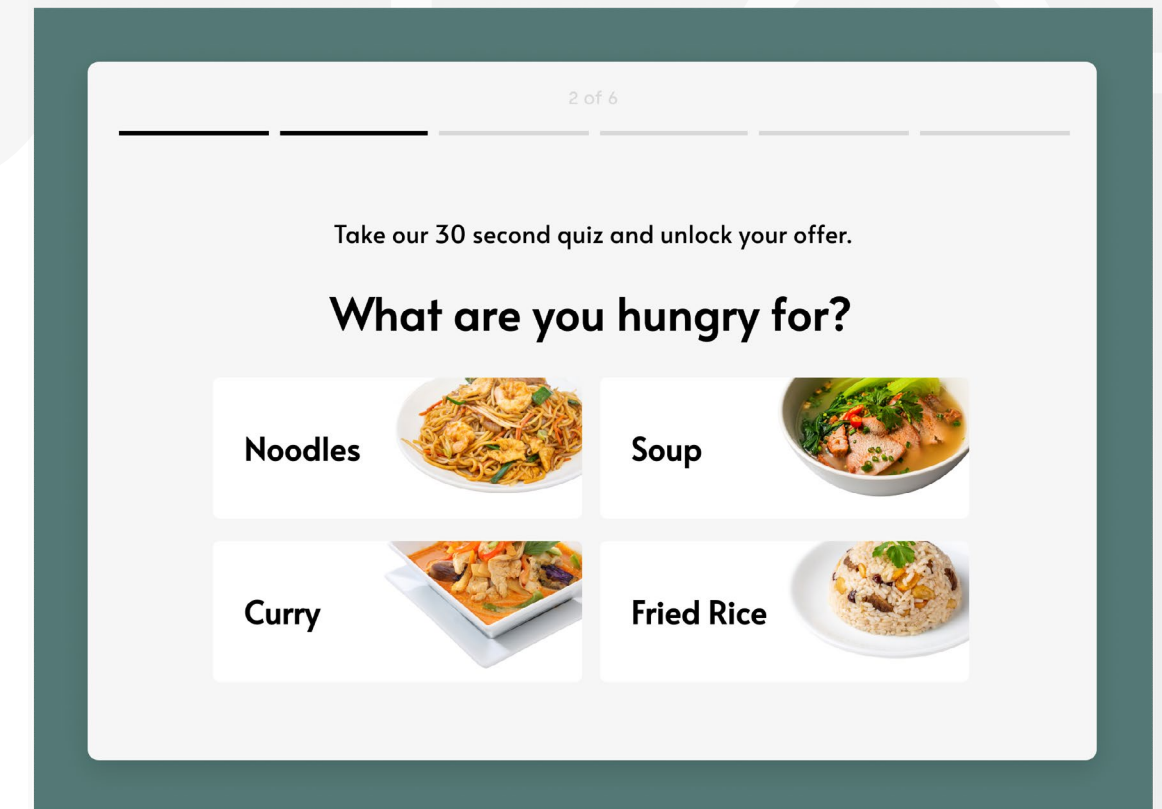 2 of 6
Take our 30 second quiz and unlock your offer.
What are you hungry for?
Noodles
Soup
Curry
Fried Rice